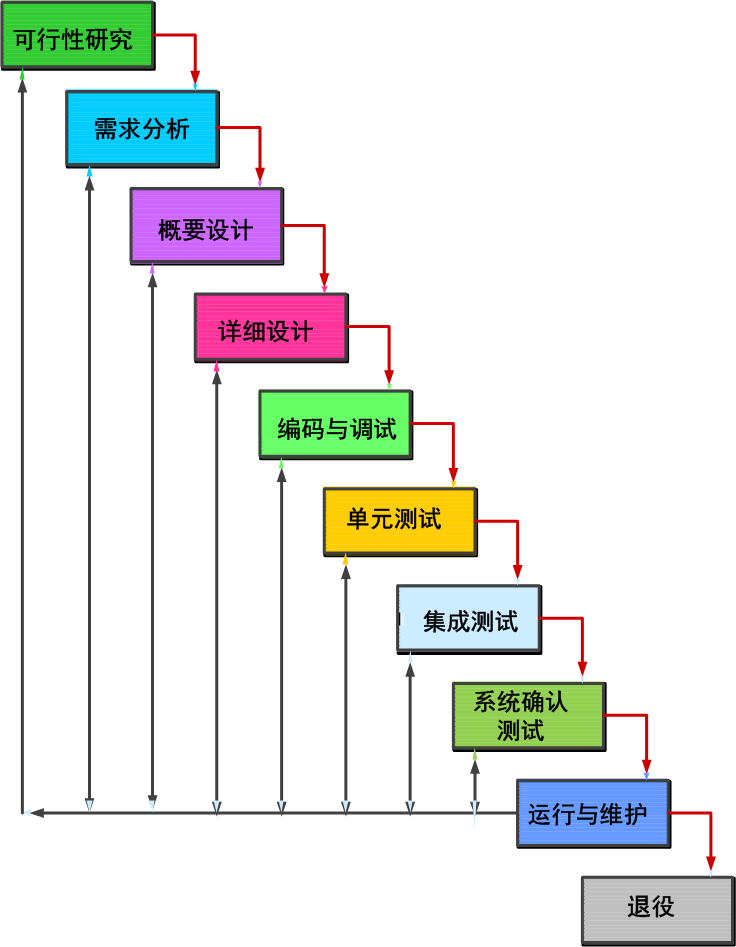 可行性研究
需求分析
概要设计
详细设计
编码与调试
单元测试
集成测试
系统确认
测试
运行与维护
退役